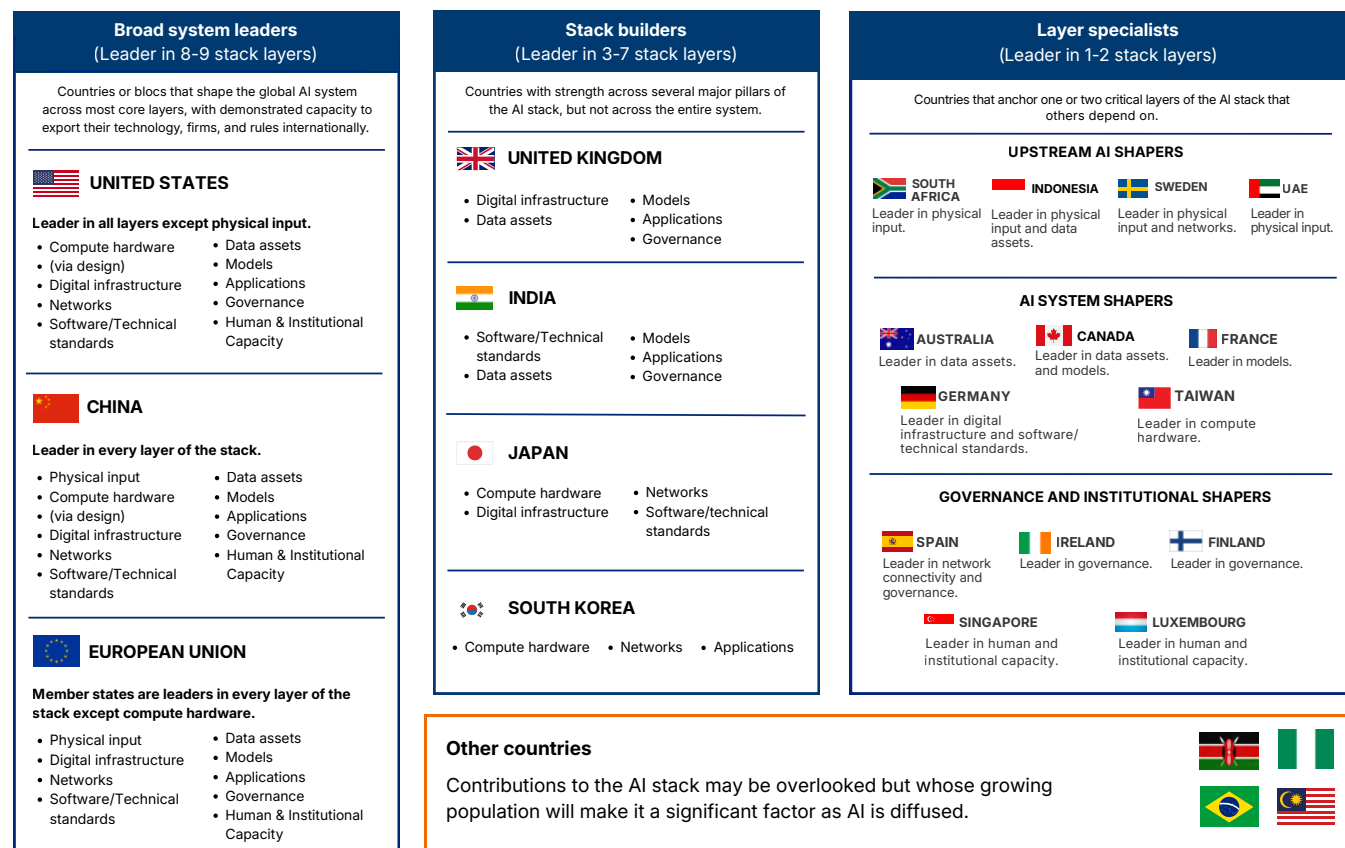 Broad system leaders
(Leader in 8-9 stack layers)
Countries or blocs that shape the global AI system
across most core layers, with demonstrated capacity to
export their technology, firms, and rules internationally.
UNITED STATES
Leader in all layers except physical input.
• Compute hardware
• (via design)
• Digital infrastructure
• Networks
• Software/Technical
standards
• Data assets
• Models
• Applications
• Governance
• Human & Institutional
Capacity
CHINA
Leader in every layer of the stack.
• Physical input
• Compute hardware
• (via design)
• Digital infrastructure
• Networks
• Software/Technical
standards
• Data assets
• Models
• Applications
• Governance
• Human & Institutional
Capacity
EUROPEAN UNION
Member states are leaders in every layer of the
stack except compute hardware.
• Physical input
• Digital infrastructure
• Networks
• Software/Technical
standards
• Data assets
• Models
• Applications
• Governance
• Human & Institutional
Capacity
Stack builders
(Leader in 3-7 stack layers)
Countries with strength across several major pillars of
the AI stack, but not across the entire system.
UNITED KINGDOM
• Digital infrastructure
• Data assets
• Models
• Applications
• Governance
INDIA
• Software/Technical
standards
• Data assets
• Models
• Applications
• Governance
JAPAN
• Compute hardware
• Digital infrastructure
• Networks
• Software/technical
standards
SOUTH KOREA
• Compute hardware • Networks • Applications
Layer specialists
(Leader in 1-2 stack layers)
Countries that anchor one or two critical layers of the AI stack that
others depend on.
UPSTREAM AI SHAPERS
SOUTH
AFRICA
Leader in physical
input.
INDONESIA
Leader in physical
input and data
assets.
SWEDEN
Leader in physical
input and networks.
UAE
Leader in
physical input.
AI SYSTEM SHAPERS
AUSTRALIA
Leader in data assets.
CANADA
Leader in data assets.
and models.
FRANCE
Leader in models.
GERMANY
Leader in digital
infrastructure and software/
technical standards.
TAIWAN
Leader in compute
hardware.
GOVERNANCE AND INSTITUTIONAL SHAPERS
SPAIN
Leader in network
connectivity and
governance.
IRELAND
Leader in governance.
FINLAND
Leader in governance.
SINGAPORE
Leader in human and
institutional capacity.
LUXEMBOURG
Leader in human and
institutional capacity.
Other countries
Contributions to the AI stack may be overlooked but whose growing
population will make it a significant factor as AI is diffused.